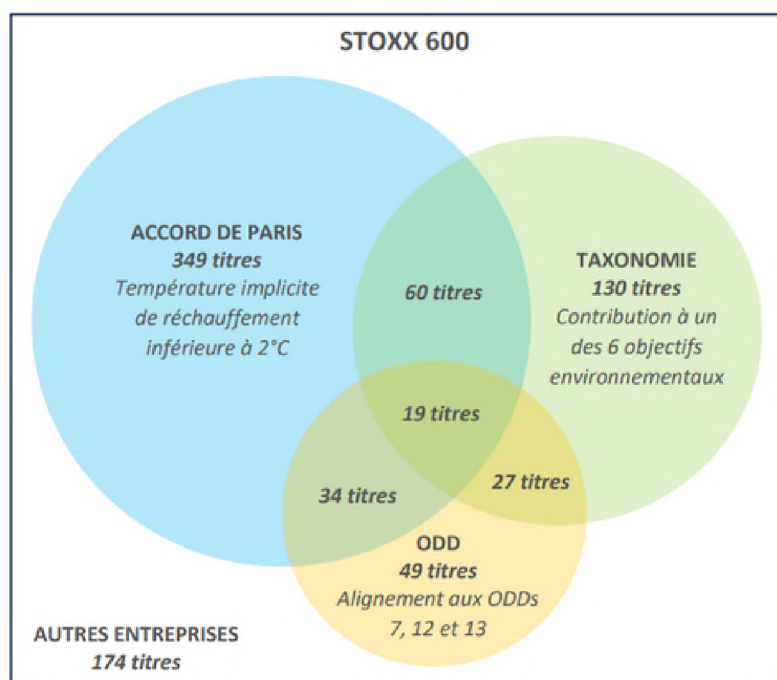 STOXX 600
ACCORD DE PARIS
349 titres
Température implicite
de réchauffement
inférieure à 2°C
60 titres
TAXONOMIE
130 titres
Contribution à un
des 6 objectifs
environnementaux
19 titres
34 titres
27 titres
ODD
49 titres
Alignement aux ODDs
7, 12 et 13
AUTRES ENTREPRISES
174 titres